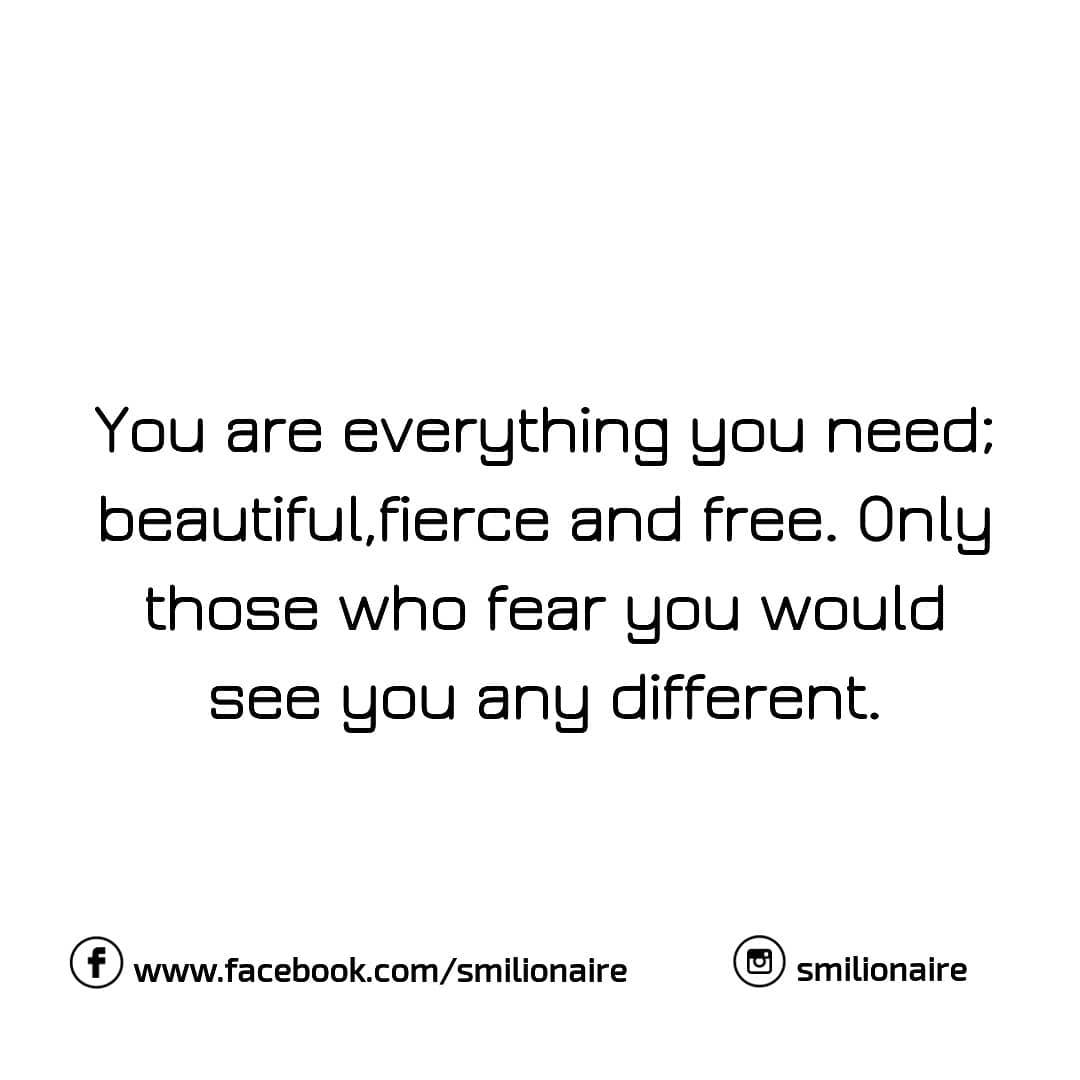 You are everything you need;
beautiful,fierce and free. Only
those who fear you would
see you any different.
www.facebook.com/smilionaire
smilionaire